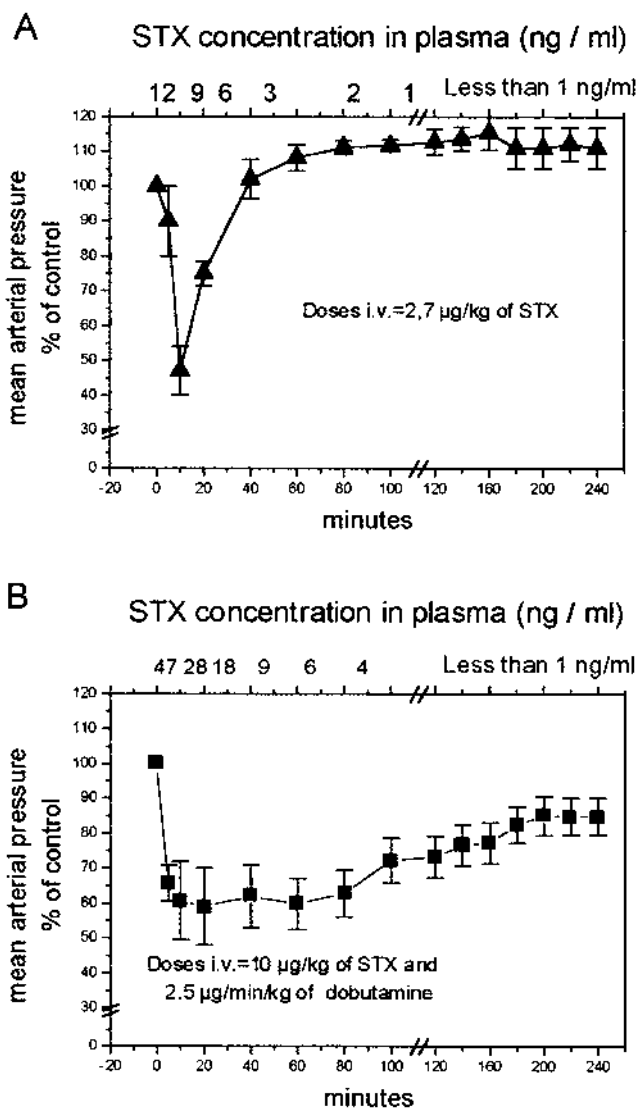 A
STX concentration in plasma (ng / ml)
12 9 6 3 2 1 Less than 1 ng/ml
120
110
100
90
80
70
60
50
40
30
0
mean arterial pressure
% of control
Doses i.v.=2,7 µg/kg of STX
-20 0 20 40 60 80 100 120 160 200 240
minutes
B
STX concentration in plasma (ng / ml)
47 28 18 9 6 4 Less than 1 ng/ml
120
110
100
90
80
70
60
50
40
30
0
mean arterial pressure
% of control
Doses i.v.=10 µg/kg of STX and
2.5 µg/min/kg of dobutamine
-20 0 20 40 60 80 100 120 160 200 240
minutes